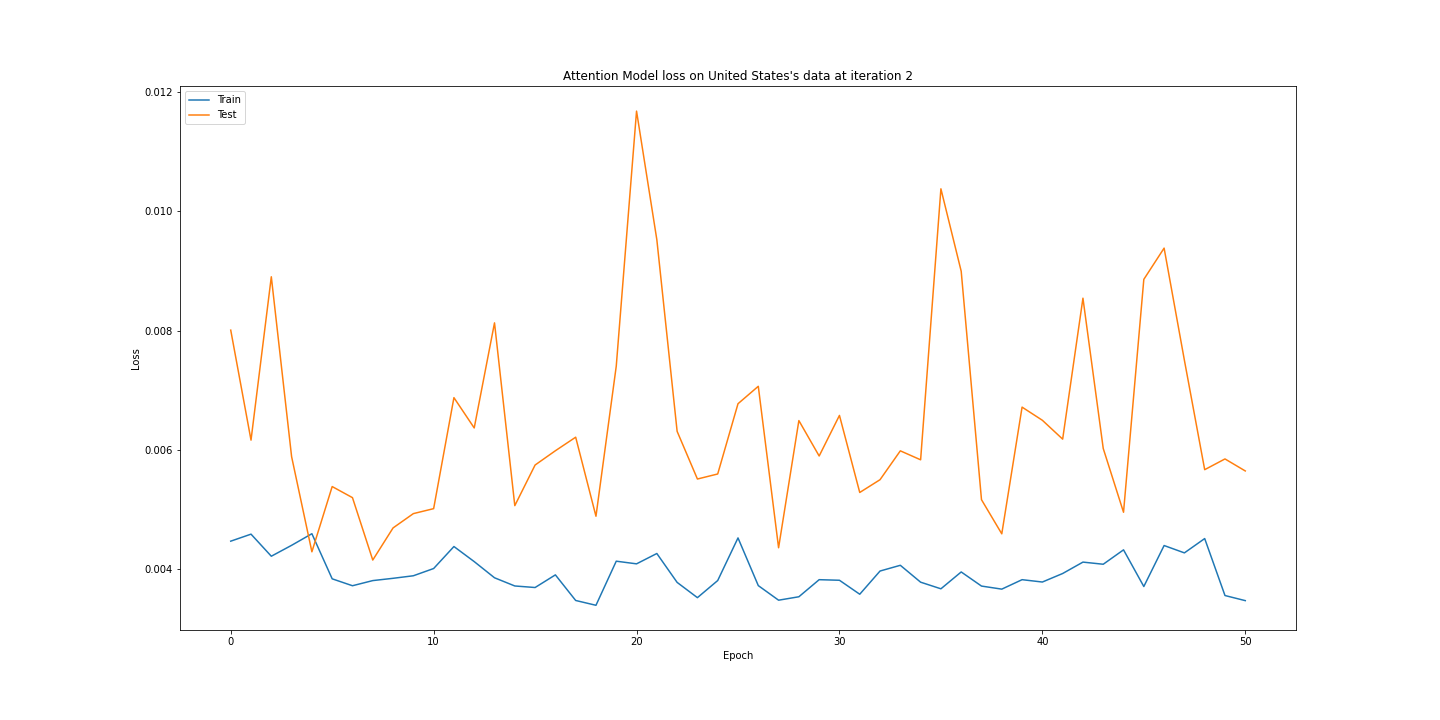 Attention Model loss on United States's data at iteration 2
0.012
Train
Test
0.010
0.008
Loss
0.006
0.004
0
10
20
30
40
50
Epoch